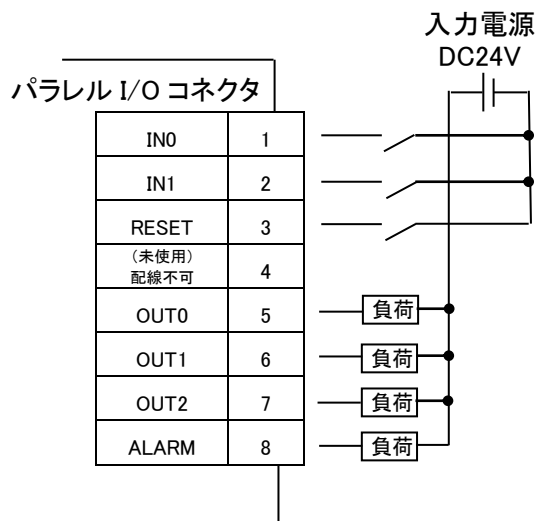 入力電源
DC24V
パラレル I/O コネクタ
IN0 1
IN1 2
RESET 3
(未使用)
配線不可 4
OUT0 5 負荷
OUT1 6 負荷
OUT2 7 負荷
ALARM 8 負荷